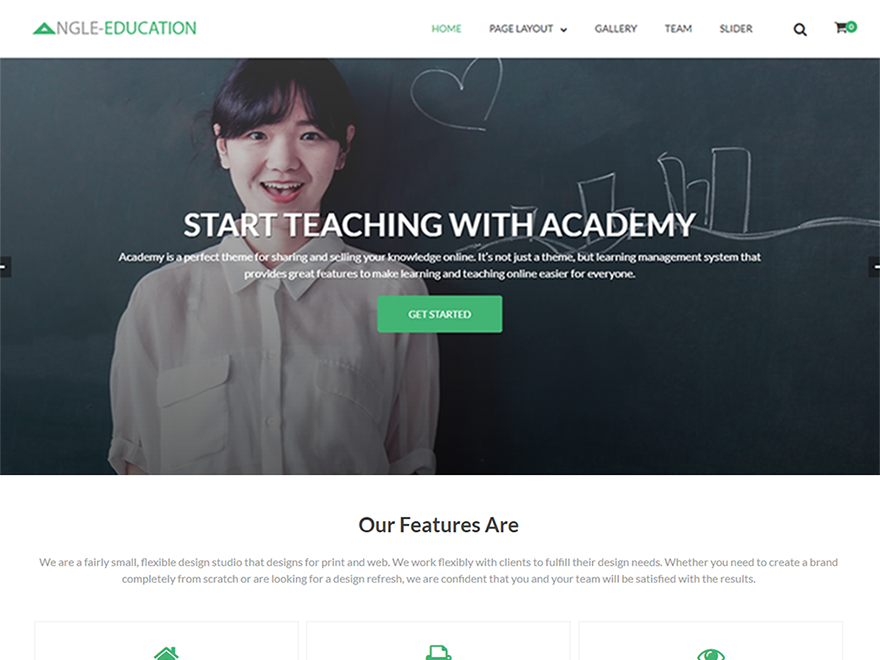 NGLE-EDUCATION
HOME PAGE LAYOUT GALLERY TEAM SLIDER 0
START TEACHING WITH ACADEMY
Academy is a perfect theme for sharing and selling your knowledge online. It's not just a theme, but learning management system that
provides great features to make learning and teaching online easier for everyone.
GET STARTED
Our Features Are
We are a fairly small, flexible design studio that designs for print and web. We work flexibly with clients to fulfill their design needs. Whether you need to create a brand
completely from scratch or are looking for a design refresh, we are confident that you and your team will be satisfied with the results.